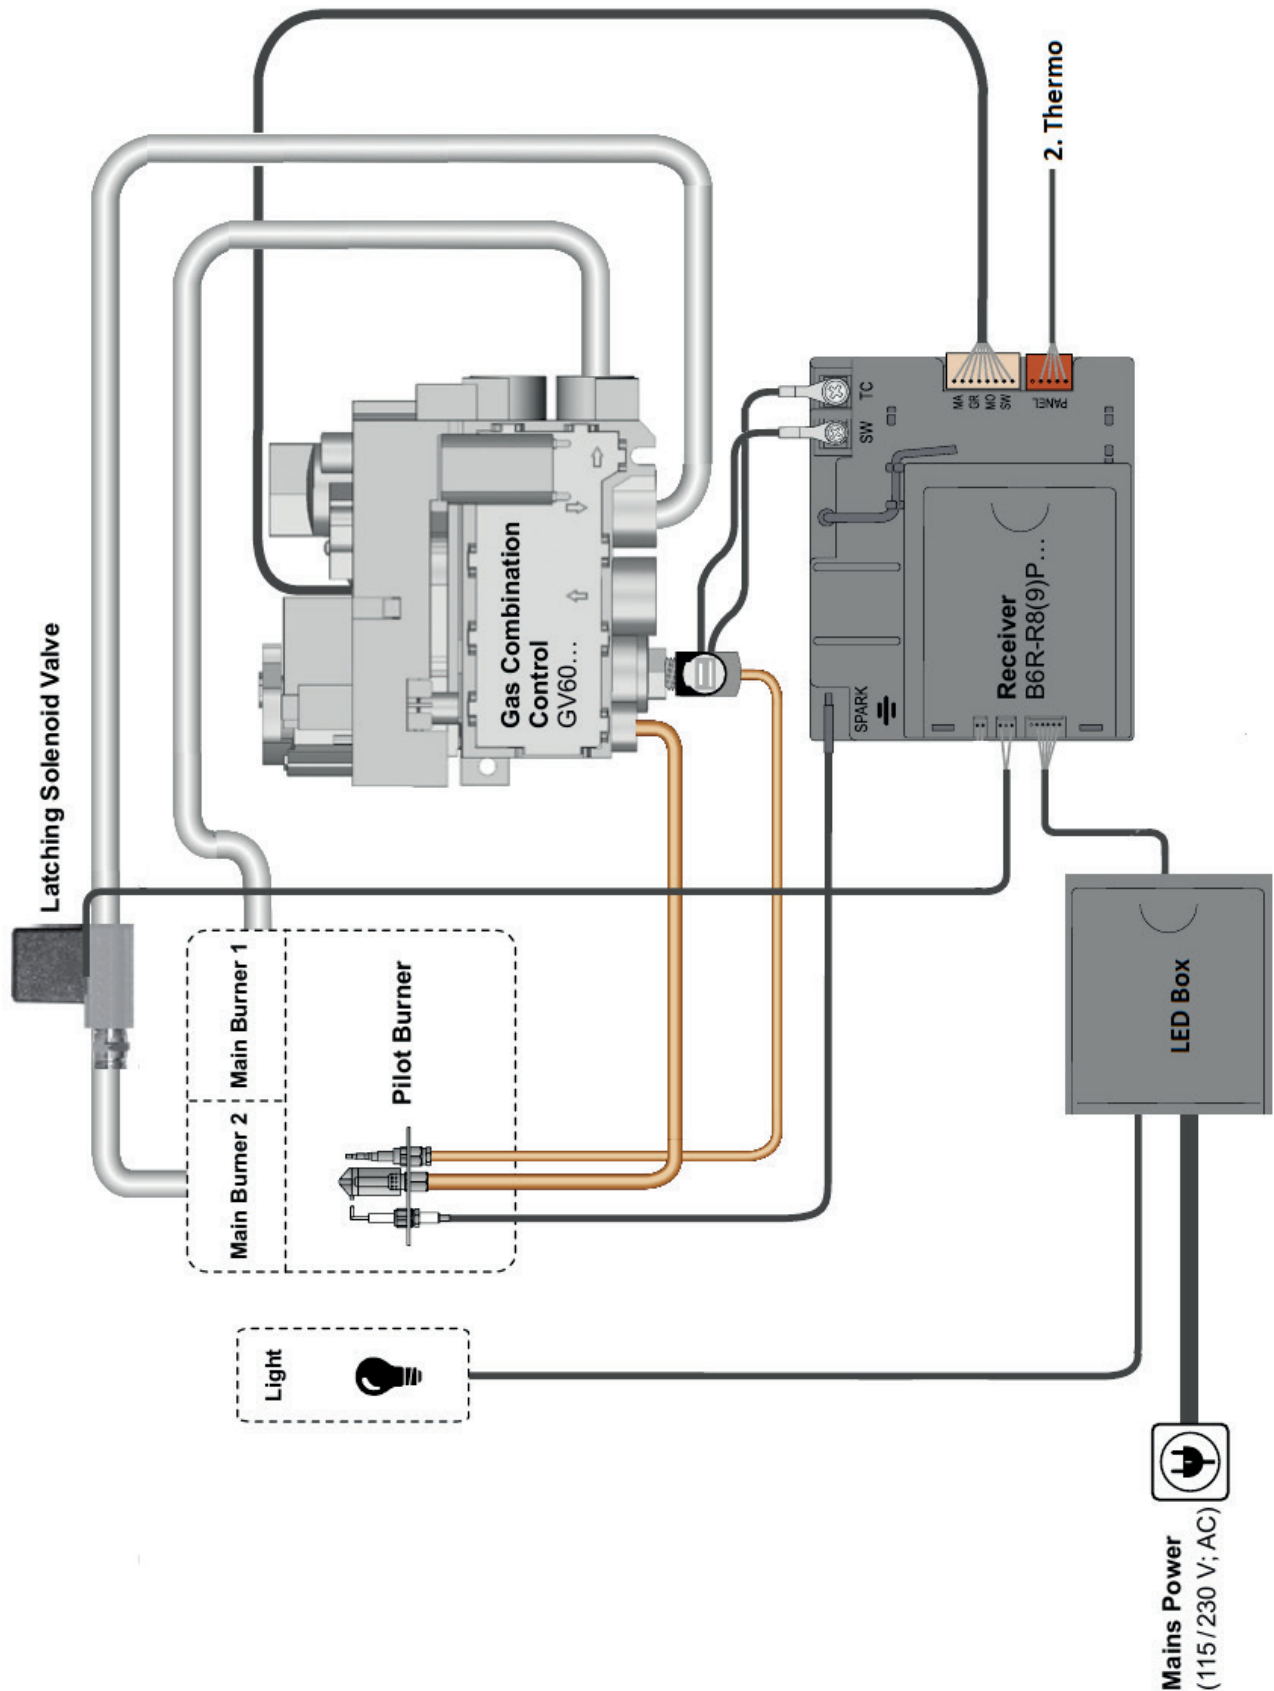 Latching Solenoid Valve
Main Burner 2
Main Burner 1
Pilot Burner
Light
Gas Combination
Control
GV60...
2. Thermo
SW
TC
MA
GR
MO
SW
PANEL
SPARK
Receiver
B6R-R8(9)P...
LED Box
Mains Power
(115/230 V; AC)